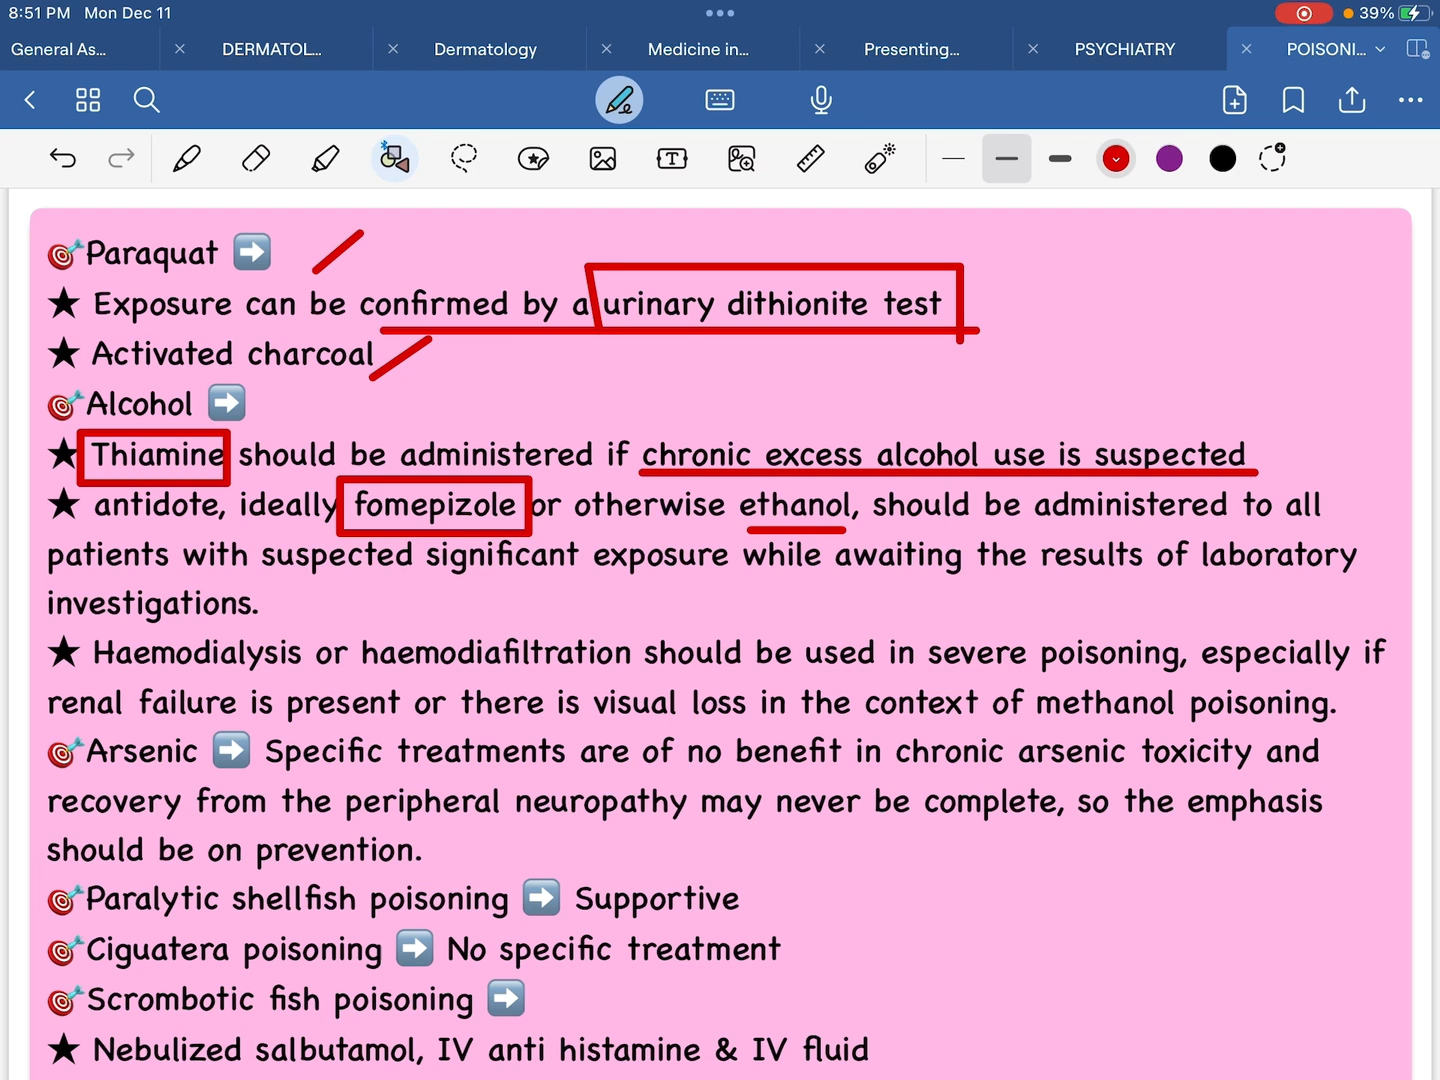 8:51 PM Mon Dec 11
39%
General As... DERMATOL... Dermatology Medicine in... Presenting... PSYCHIATRY POISONI...
🎯Paraquat ➡️
★ Exposure can be confirmed by a urinary dithionite test
★ Activated charcoal
🎯Alcohol ➡️
★ Thiamine should be administered if chronic excess alcohol use is suspected
★ antidote, ideally fomepizole or otherwise ethanol, should be administered to all
patients with suspected significant exposure while awaiting the results of laboratory
investigations.
★ Haemodialysis or haemodiafiltration should be used in severe poisoning, especially if
renal failure is present or there is visual loss in the context of methanol poisoning.
🎯Arsenic ➡️ Specific treatments are of no benefit in chronic arsenic toxicity and
recovery from the peripheral neuropathy may never be complete, so the emphasis
should be on prevention.
🎯Paralytic shellfish poisoning ➡️ Supportive
🎯Ciguatera poisoning ➡️ No specific treatment
🎯Scrombotic fish poisoning ➡️
★ Nebulized salbutamol, IV anti histamine & IV fluid